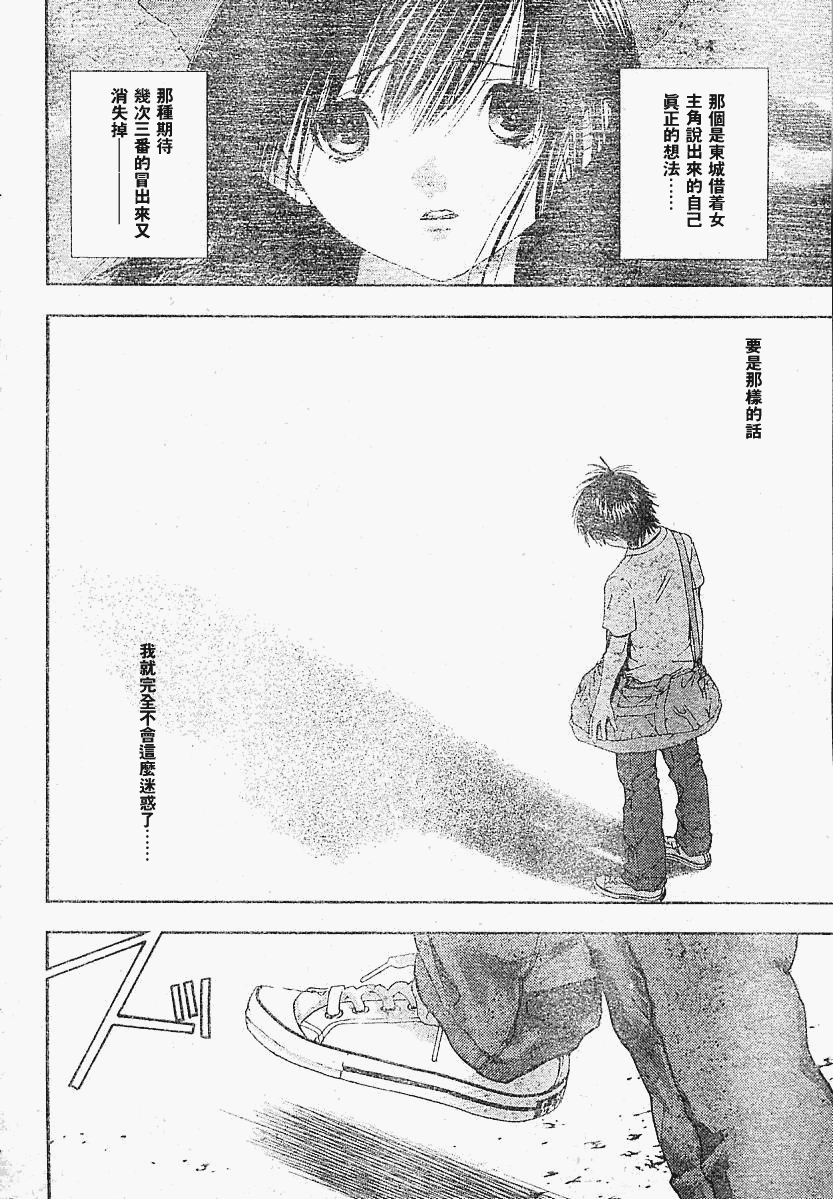 那個是東城借着女
主角說出來的自己
眞正的想法……
那種期待
幾次三番的冒出來又
消失掉——
要是那樣的話
我就完全不會這麼迷惑了……